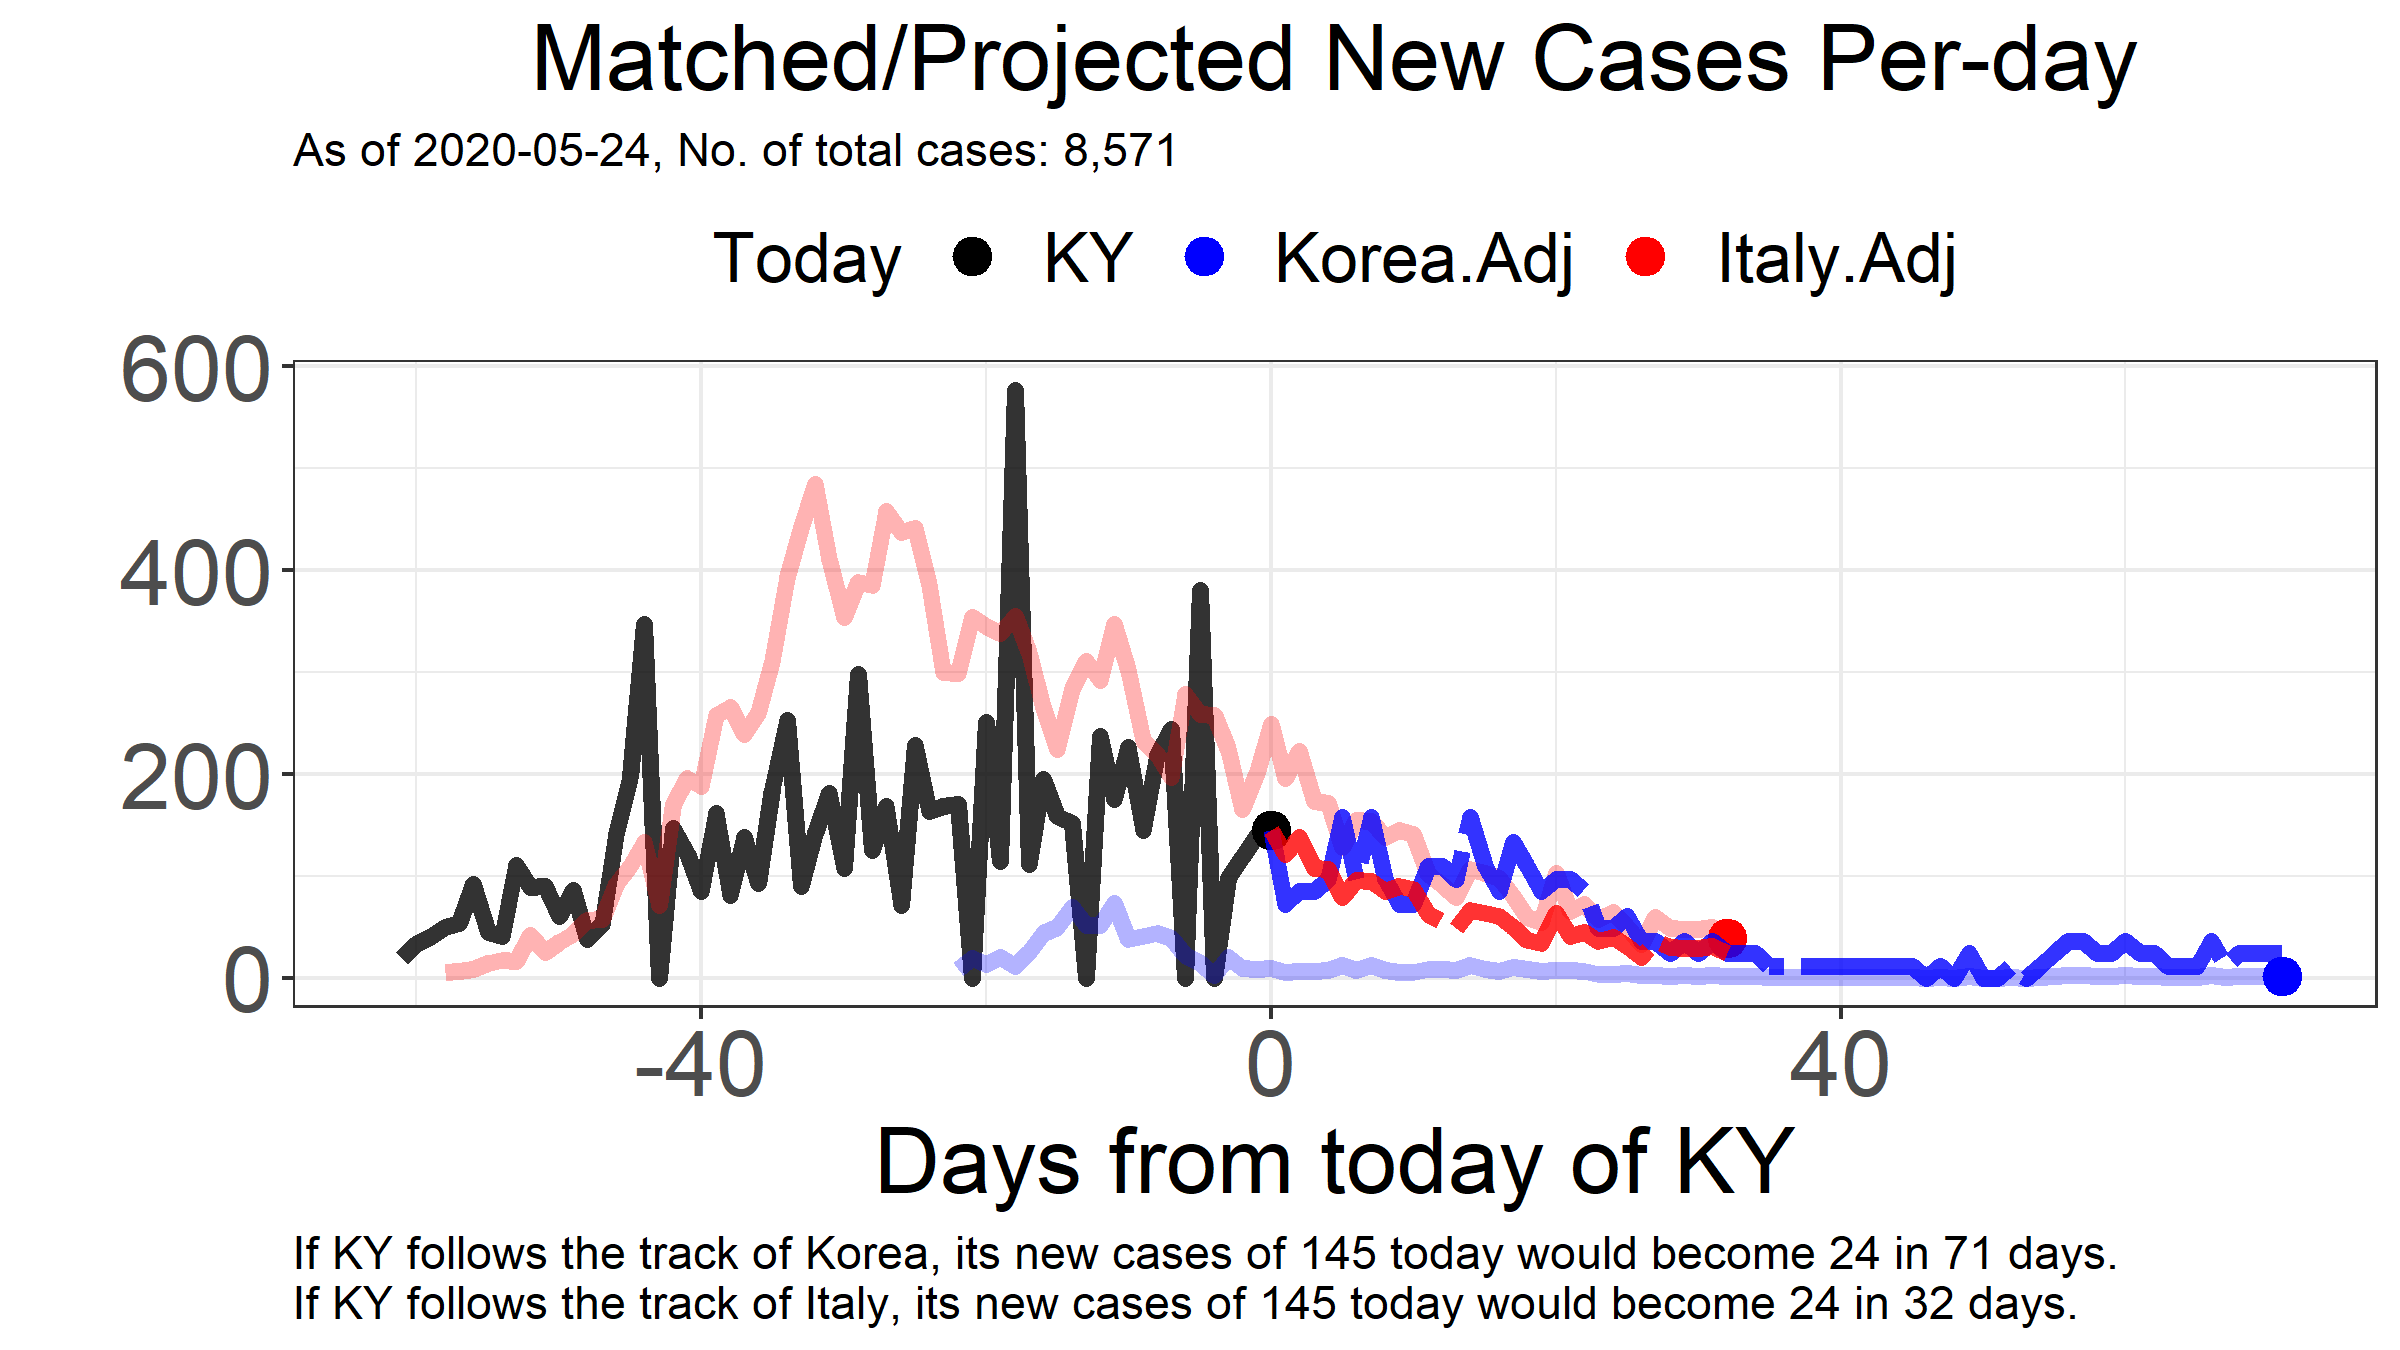 Matched/Projected New Cases Per-day
As of 2020-05-24, No. of total cases: 8,571
Today KY Korea.Adj Italy.Adj
600
400
200
0
-40 0 40
Days from today of KY
If KY follows the track of Korea, its new cases of 145 today would become 24 in 71 days.
If KY follows the track of Italy, its new cases of 145 today would become 24 in 32 days.